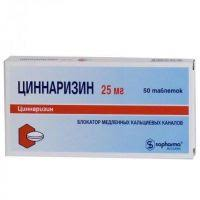 ЦИННАРИЗИН 25 мг 50 таблеток
Циннаризин
БЛОКАТОР МЕДЛЕННЫХ КАЛЬЦИЕВЫХ КАНАЛОВ
sopharma